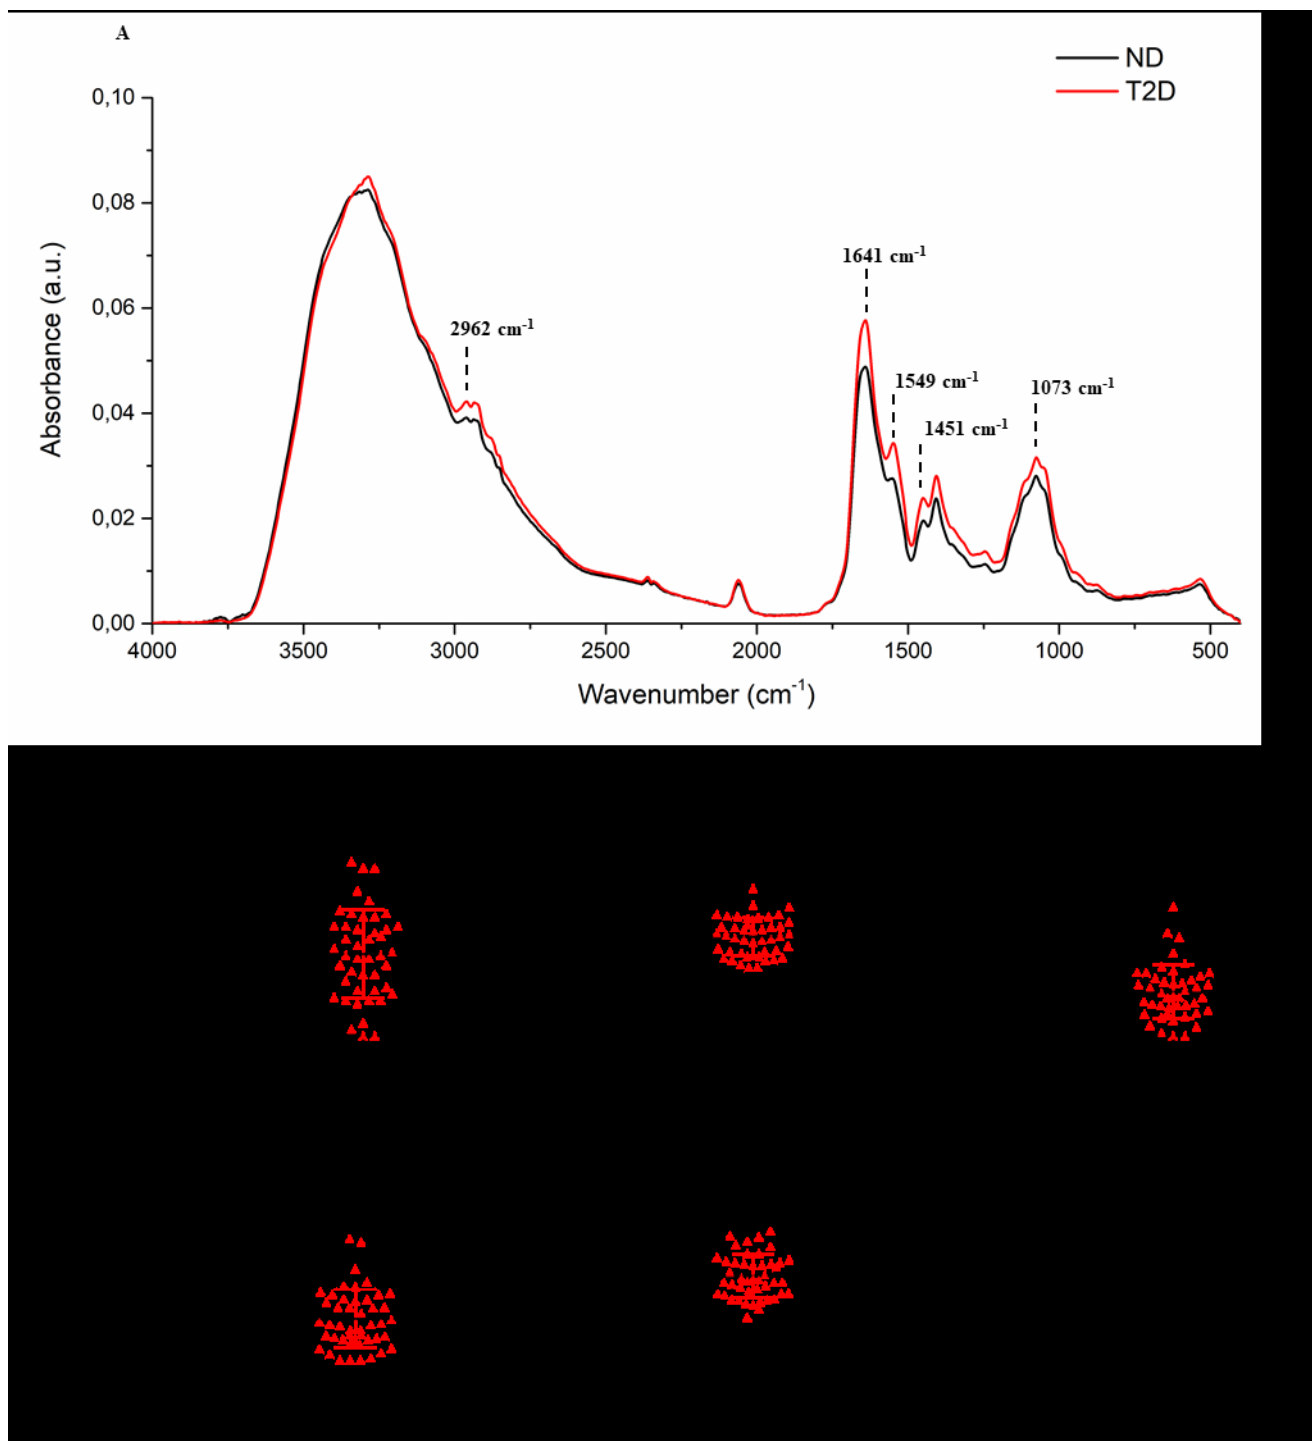 A
ND
T2D
0,10
0,08
0,06
0,04
0,02
0,00
Absorbance (a.u.)
2962 cm-1
1641 cm-1
1549 cm-1
1451 cm-1
1073 cm-1
4000 3500 3000 2500 2000 1500 1000 500
Wavenumber (cm-1)